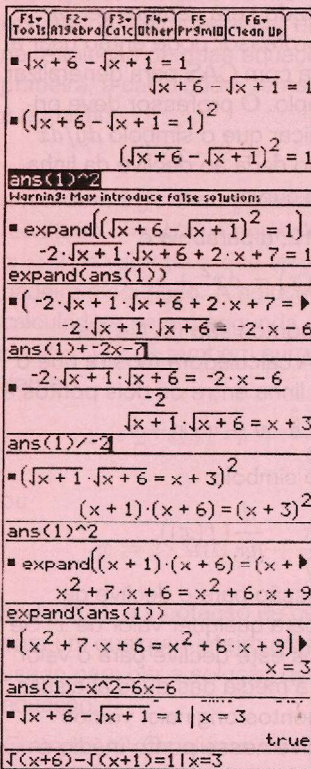 F1▾ F2▾ F3▾ F4▾ F5 F6▾
Tools Algebra Calc Other PrgmIO Clean Up
▪ √x + 6 - √x + 1 = 1
√x + 6 - √x + 1 = 1
▪ (√x + 6 - √x + 1 = 1)²
(√x + 6 - √x + 1)² = 1
ans(1)^2
Warning: May introduce false solutions
▪ expand((√x + 6 - √x + 1)² = 1)
-2·√x + 1·√x + 6 + 2·x + 7 = 1
expand(ans(1))
▪ (-2·√x + 1·√x + 6 + 2·x + 7 = ▶
-2·√x + 1·√x + 6 = -2·x - 6
ans(1)+-2x-7
▪ -2·√x + 1·√x + 6 = -2·x - 6
-2
√x + 1·√x + 6 = x + 3
ans(1)/-2
▪ (√x + 1·√x + 6 = x + 3)²
(x + 1)·(x + 6) = (x + 3)²
ans(1)^2
▪ expand((x + 1)·(x + 6) = (x + ▶
x² + 7·x + 6 = x² + 6·x + 9
expand(ans(1))
▪ (x² + 7·x + 6 = x² + 6·x + 9) ▶
x = 3
ans(1)-x^2-6x-6
▪ √x + 6 - √x + 1 = 1 | x = 3
true
√(x+6)-√(x+1)=1|x=3